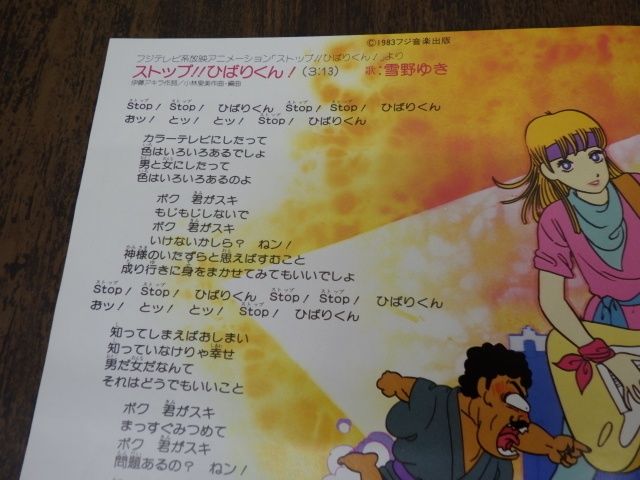 ©1983フジ音楽出版
フジテレビ系放映アニメーション「ストップ!!ひばりくん!」より
ストップ!!ひばりくん! (3:13) 歌:雪野ゆき
伊藤アキラ作詞/小林泉美作曲・編曲
Stop! Stop! ひばりくん Stop! Stop! ひばりくん
おッ! とッ! とッ! Stop! ひばりくん
カラーテレビにしたって
色はいろいろあるでしょ
男と女にしたって
色はいろいろあるのよ
ボク 君がスキ
もじもじしないで
ボク 君がスキ
いけないかしら? ねン!
神様のいたずらと思えばすむこと
成り行きに身をまかせてみてもいいでしょ
Stop! Stop! ひばりくん Stop! Stop! ひばりくん
おッ! とッ! とッ! Stop! ひばりくん
知ってしまえばおしまい
知っていなけりゃ幸せ
男だ女だなんて
それはどうでもいいこと
ボク 君がスキ
まっすぐみつめて
ボク 君がスキ
問題あるの? ねン!